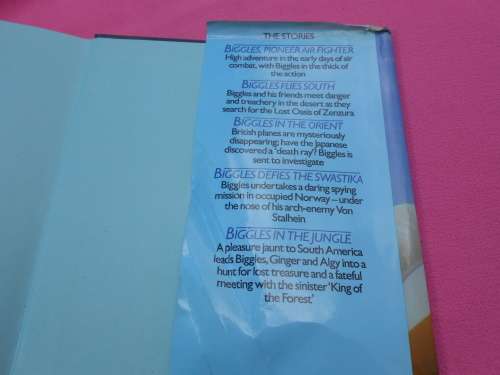 THE STORIES
BIGGLES, PIONEER AIR FIGHTER
High adventure in the early days of air
combat, with Biggles in the thick of
the action
BIGGLES FLIES SOUTH
Biggles and his friends meet danger
and treachery in the desert as they
search for the Lost Oasis of Zenzura
BIGGLES IN THE ORIENT
British planes are mysteriously
disappearing; have the Japanese
discovered a 'death ray'? Biggles is
sent to investigate
BIGGLES DEFIES THE SWASTIKA
Biggles undertakes a daring spying
mission in occupied Norway – under
the nose of his arch-enemy Von
Stalhein
BIGGLES IN THE JUNGLE
A pleasure jaunt to South America
leads Biggles, Ginger and Algy into a
hunt for lost treasure and a fateful
meeting with the sinister 'King of
the Forest'